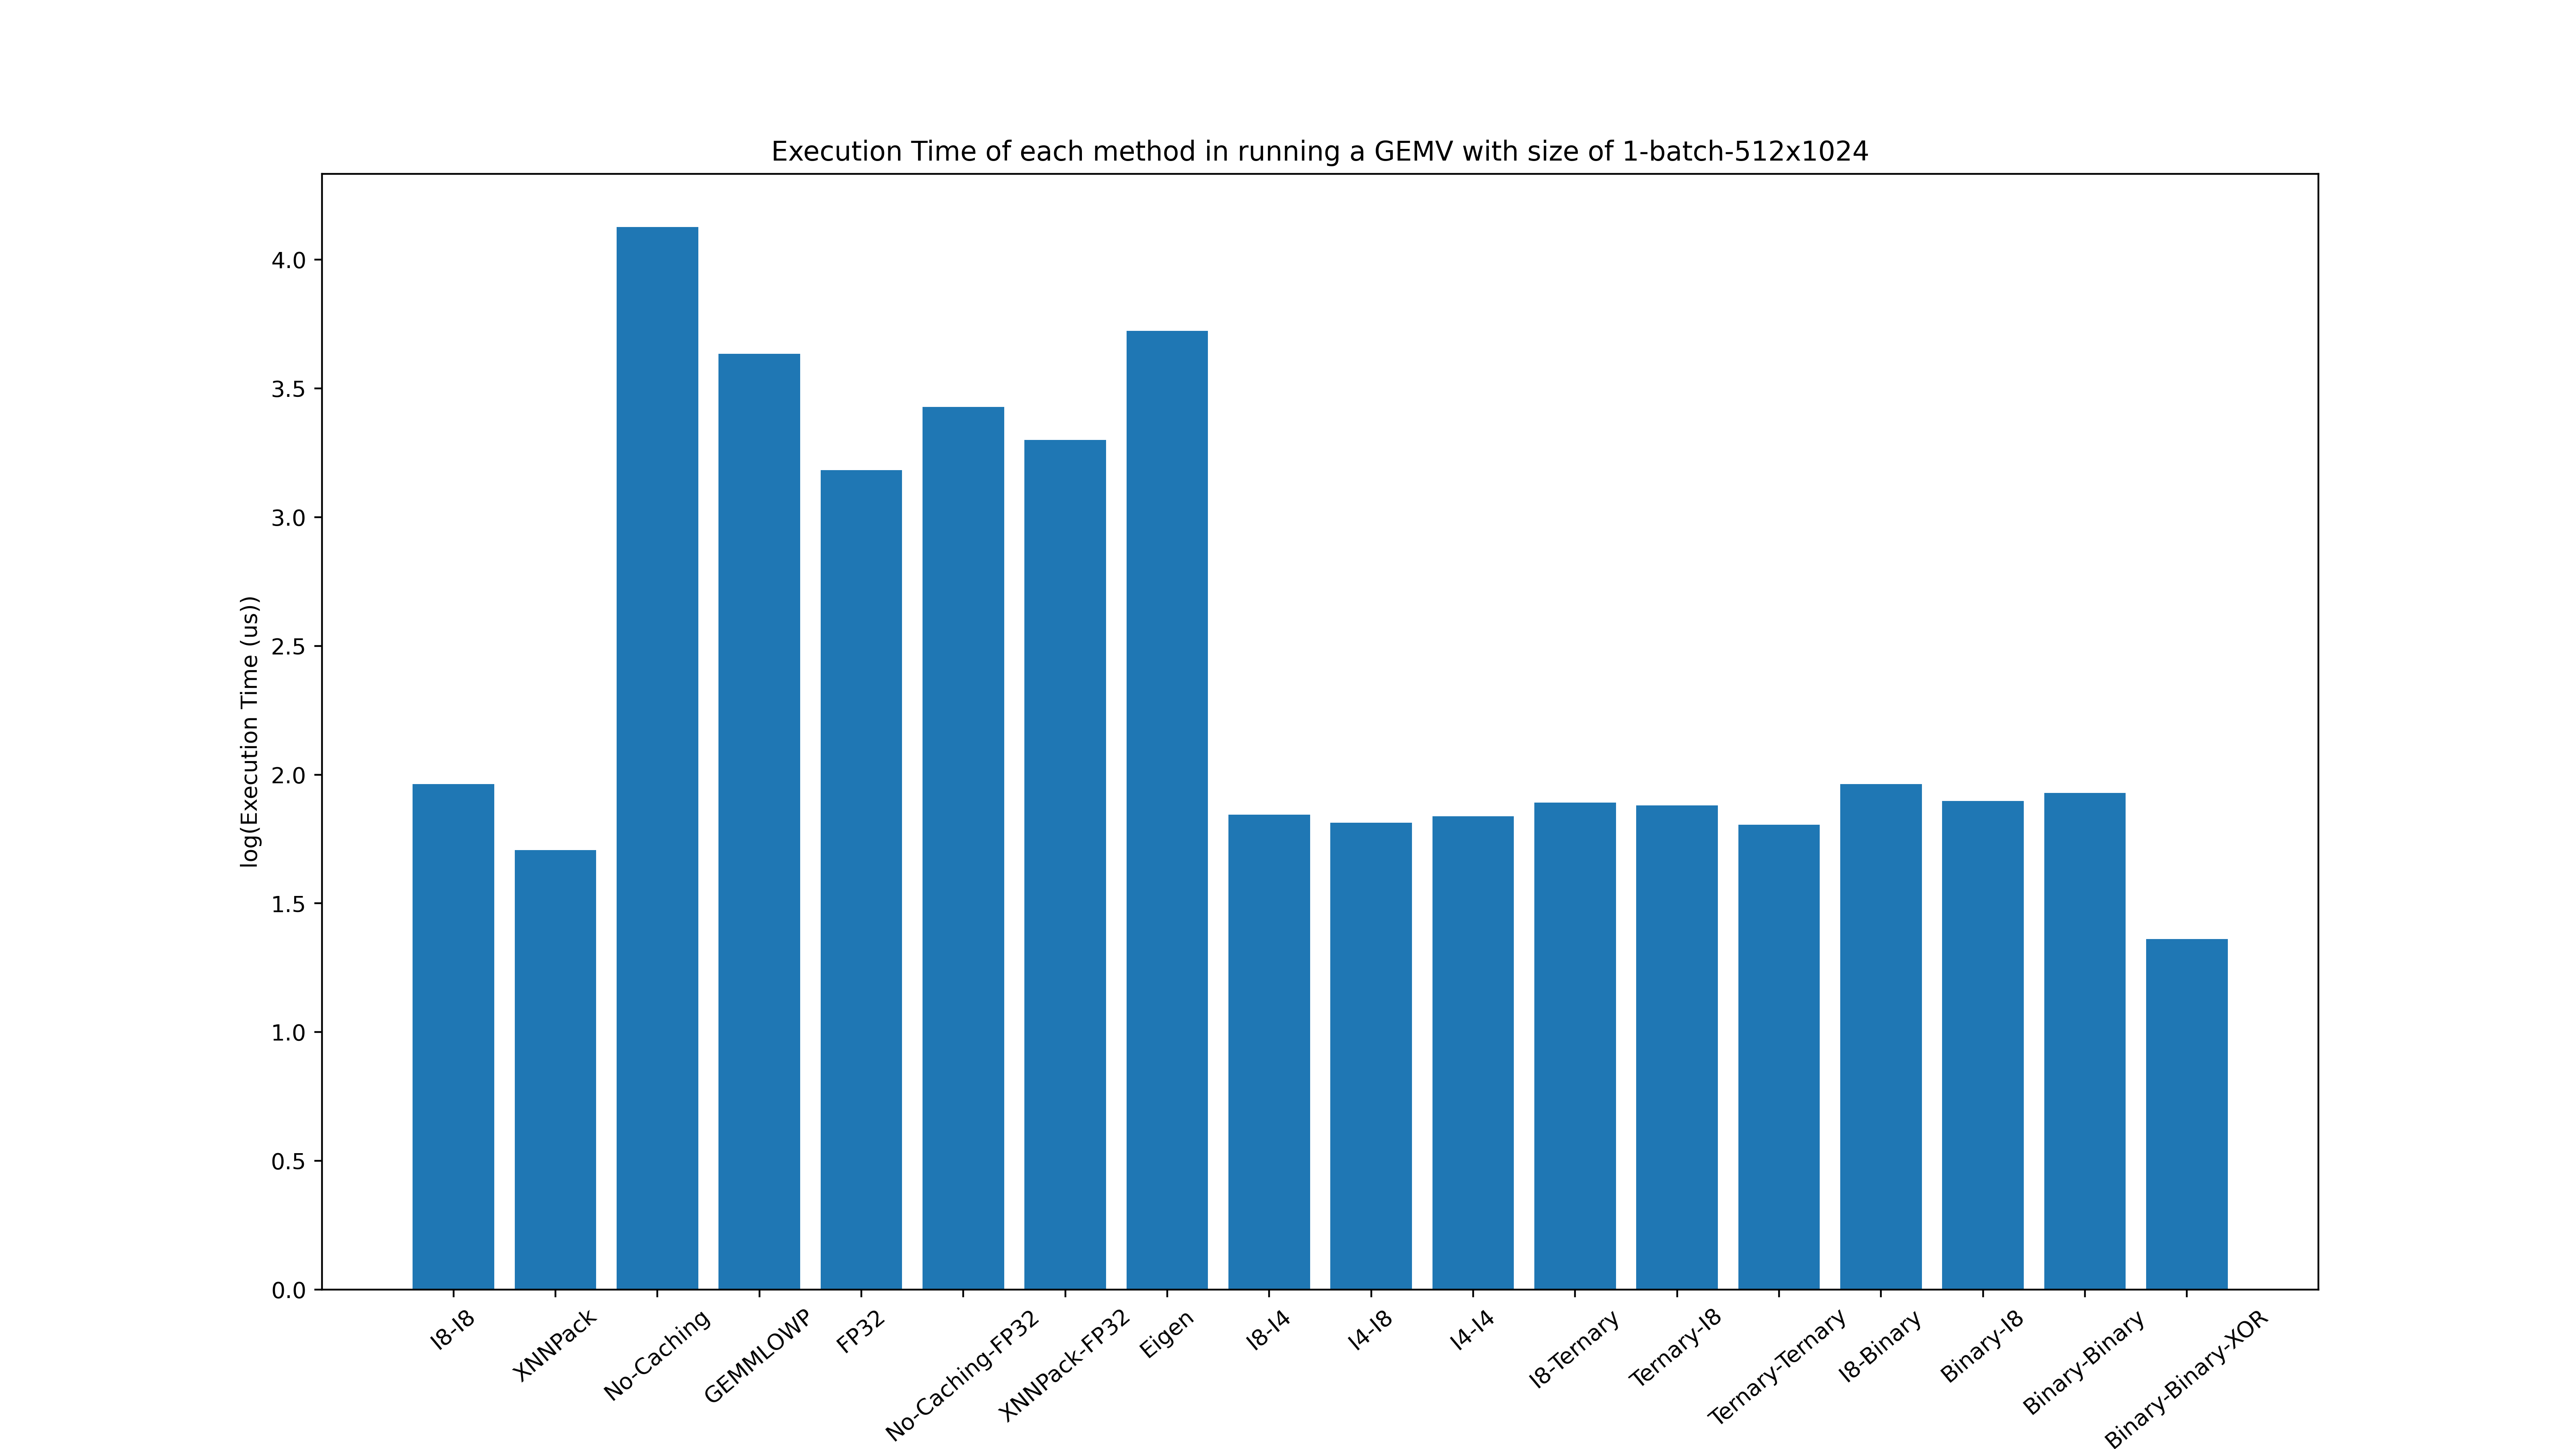 Execution Time of each method in running a GEMV with size of 1-batch-512x1024
log(Execution Time (us))
4.0
3.5
3.0
2.5
2.0
1.5
1.0
0.5
0.0
I8-I8
XNNPack
No-Caching
GEMMLOWP
FP32
No-Caching-FP32
XNNPack-FP32
Eigen
I8-I4
I4-I8
I4-I4
I8-Ternary
Ternary-I8
Ternary-Ternary
I8-Binary
Binary-I8
Binary-Binary
Binary-Binary-XOR